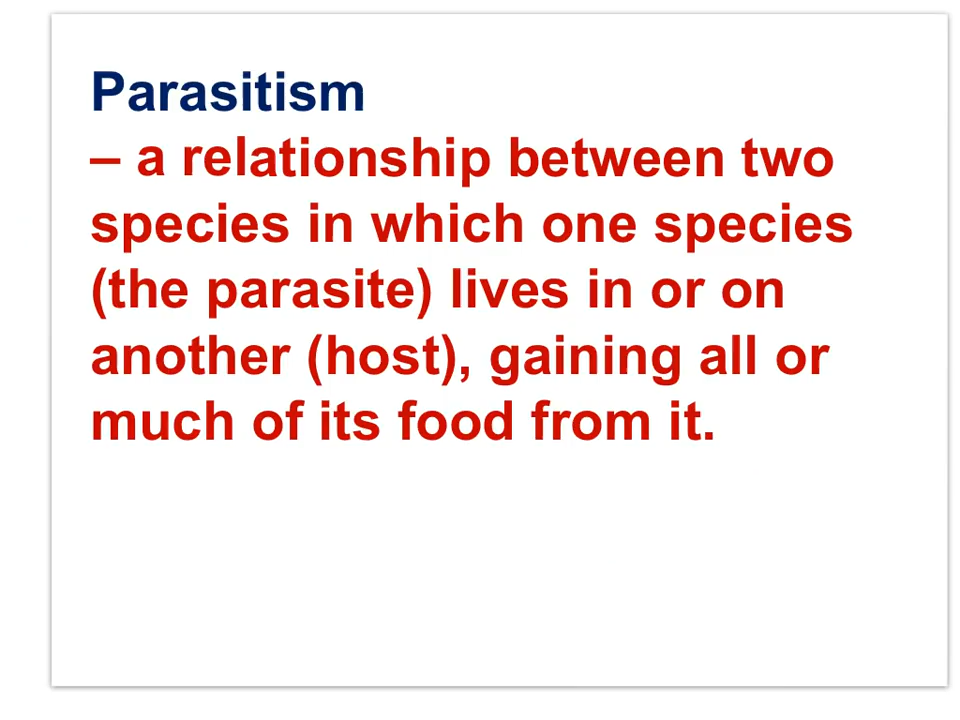 Parasitism
– a relationship between two
species in which one species
(the parasite) lives in or on
another (host), gaining all or
much of its food from it.